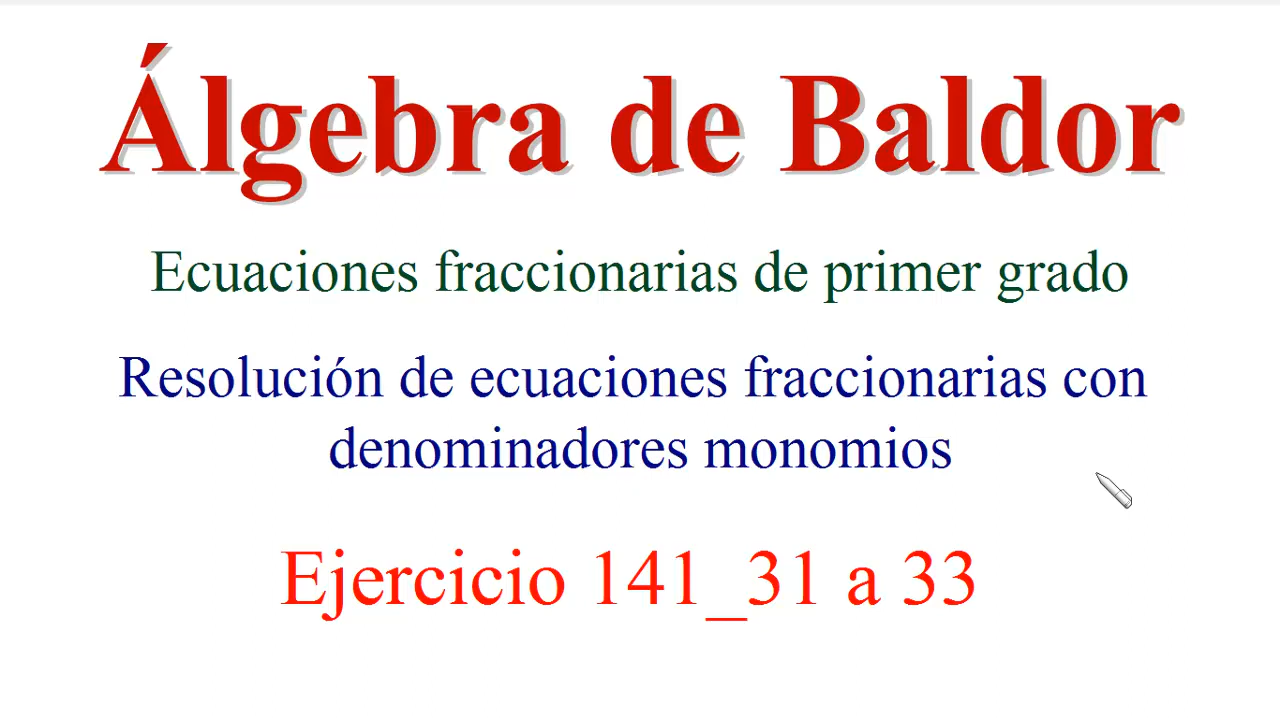 Álgebra de Baldor
Ecuaciones fraccionarias de primer grado
Resolución de ecuaciones fraccionarias con
denominadores monomios
Ejercicio 141_31 a 33